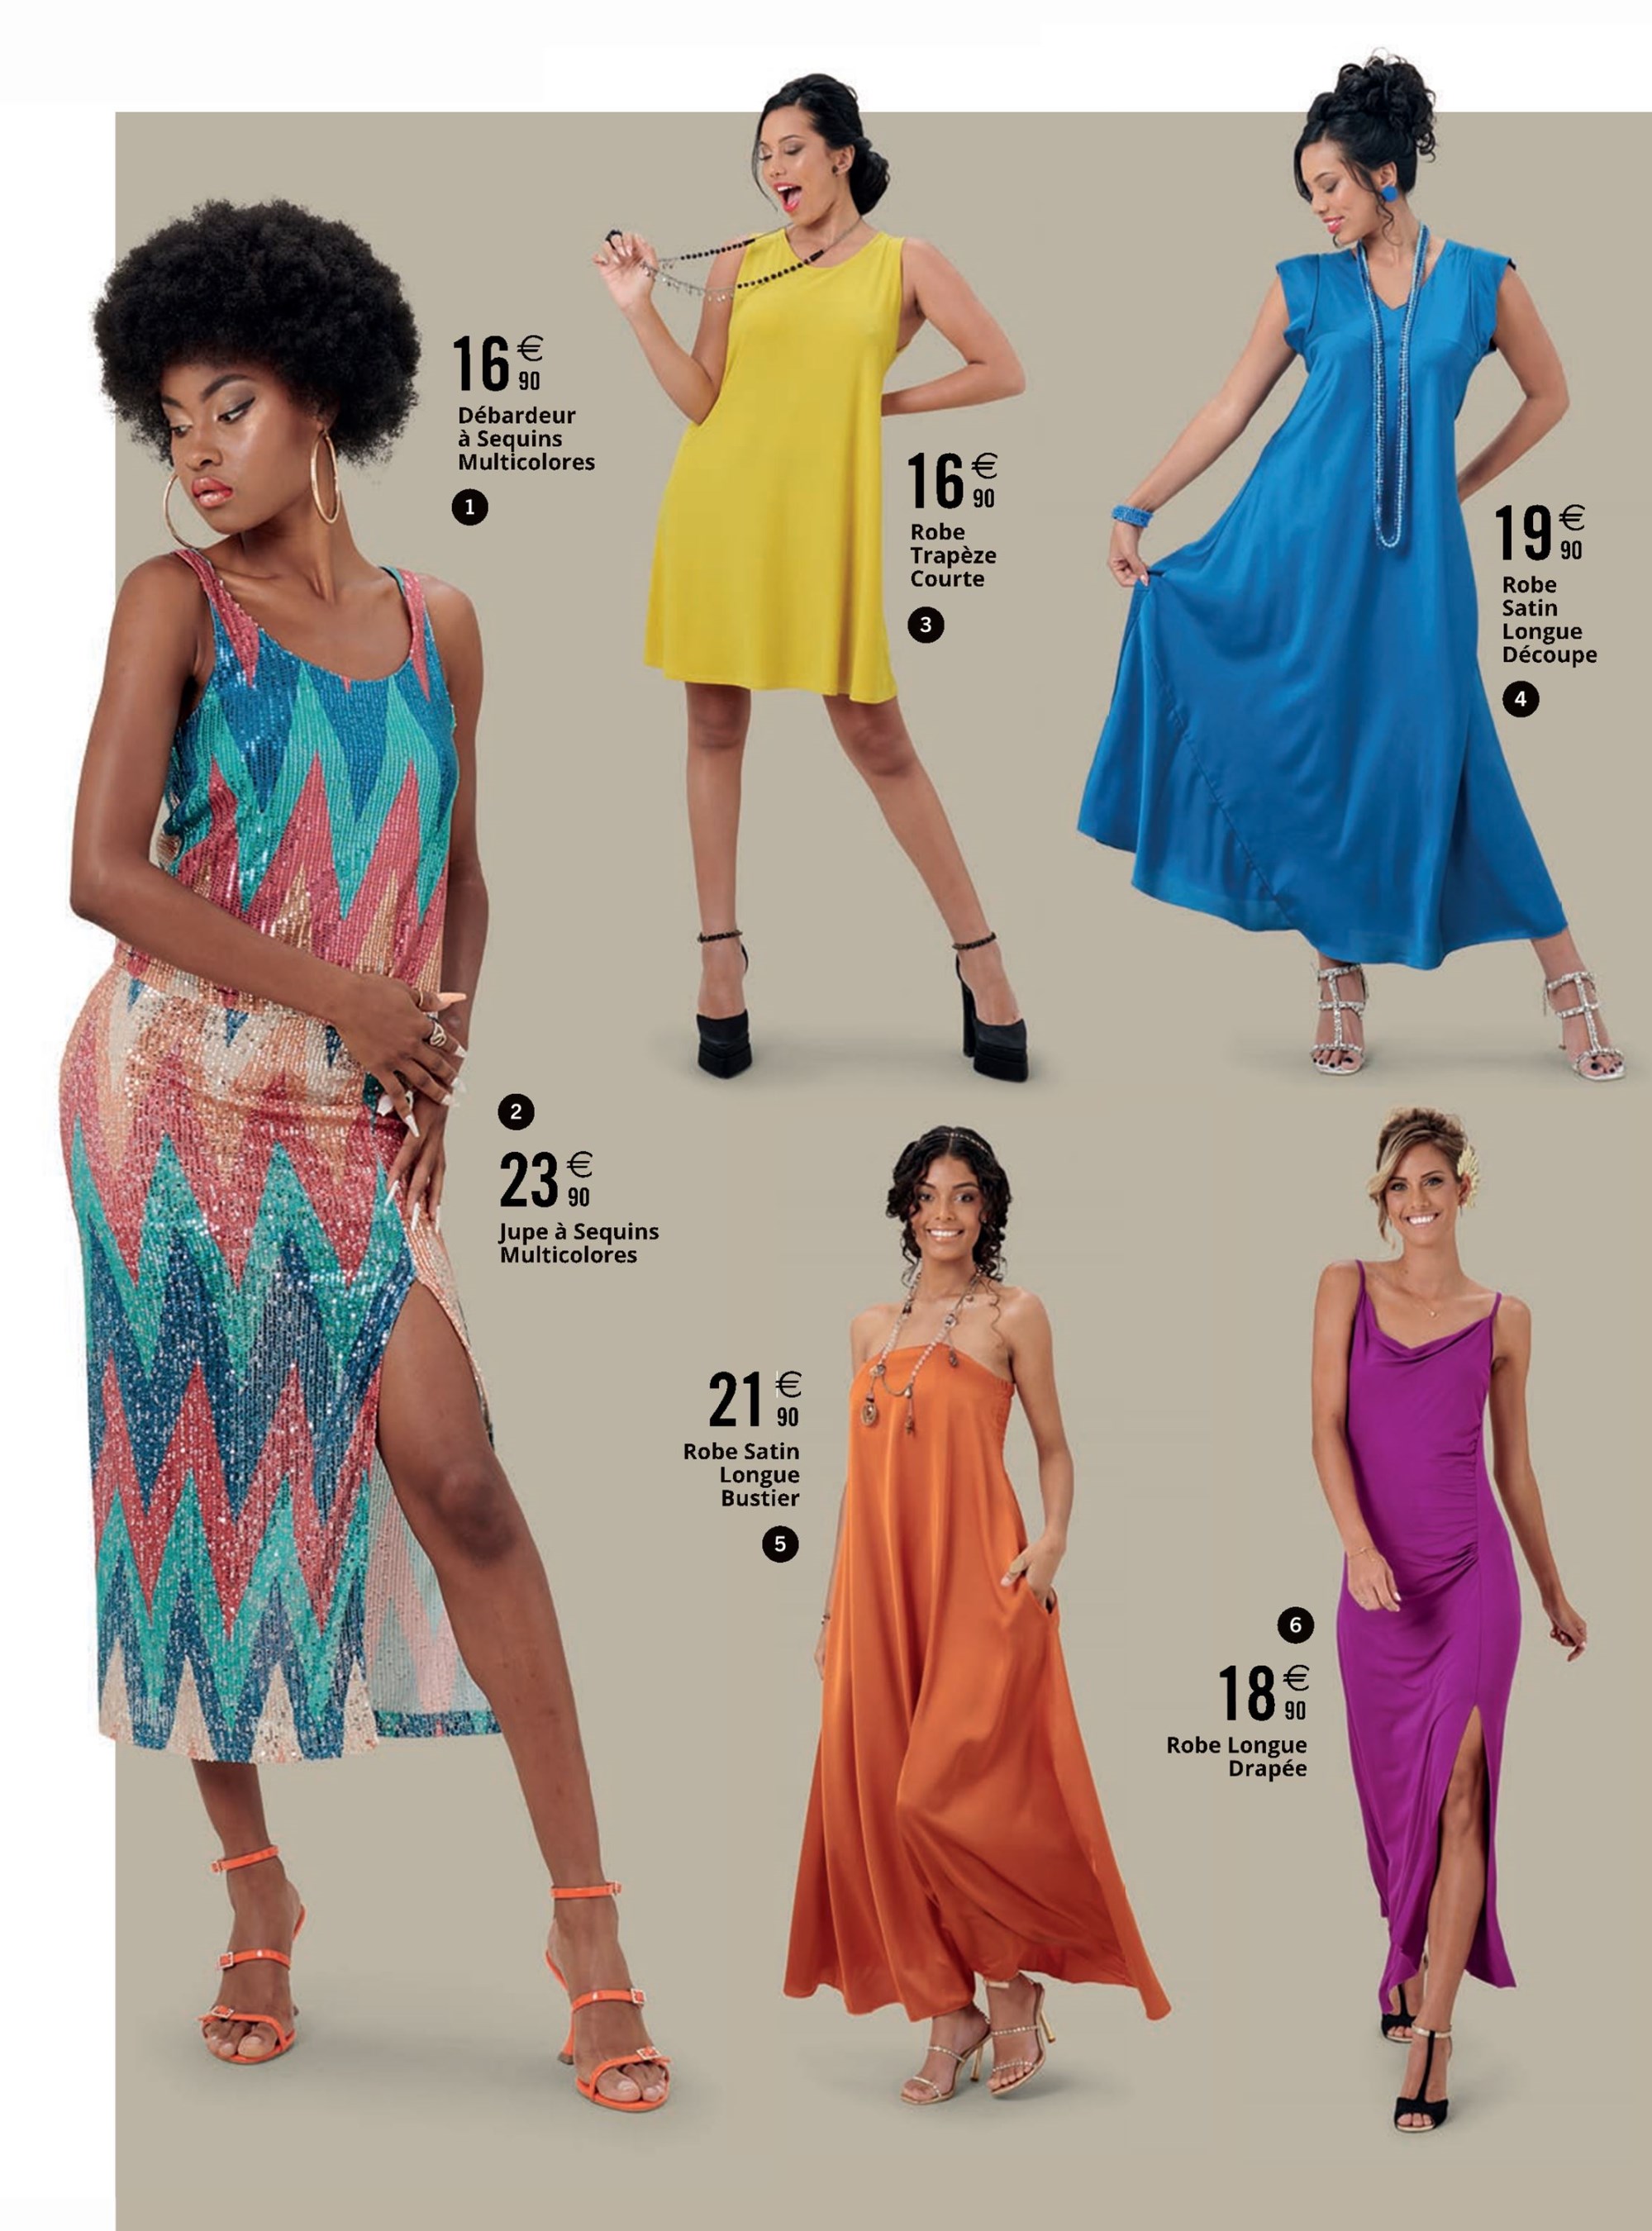 16 €
90
Débardeur
à Sequins
Multicolores
1
16 €
90
Robe
Trapèze
Courte
3
19 €
90
Robe
Satin
Longue
Découpe
4
2
23 €
90
Jupe à Sequins
Multicolores
21 €
90
Robe Satin
Longue
Bustier
5
6
18 €
90
Robe Longue
Drapée